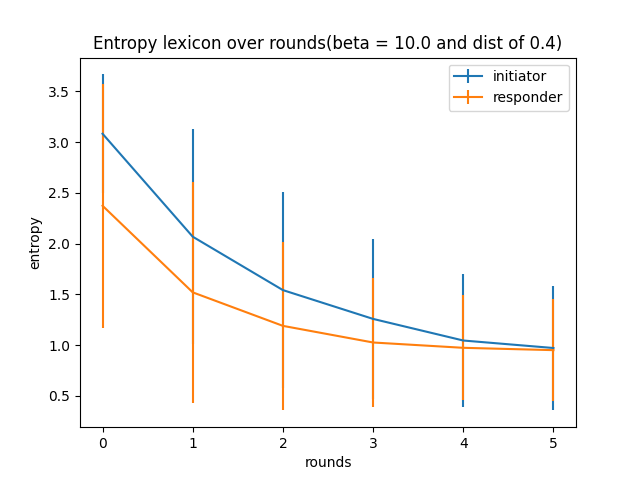 Entropy lexicon over rounds(beta = 10.0 and dist of 0.4)
initiator
responder
entropy
3.5
3.0
2.5
2.0
1.5
1.0
0.5
0 1 2 3 4 5
rounds